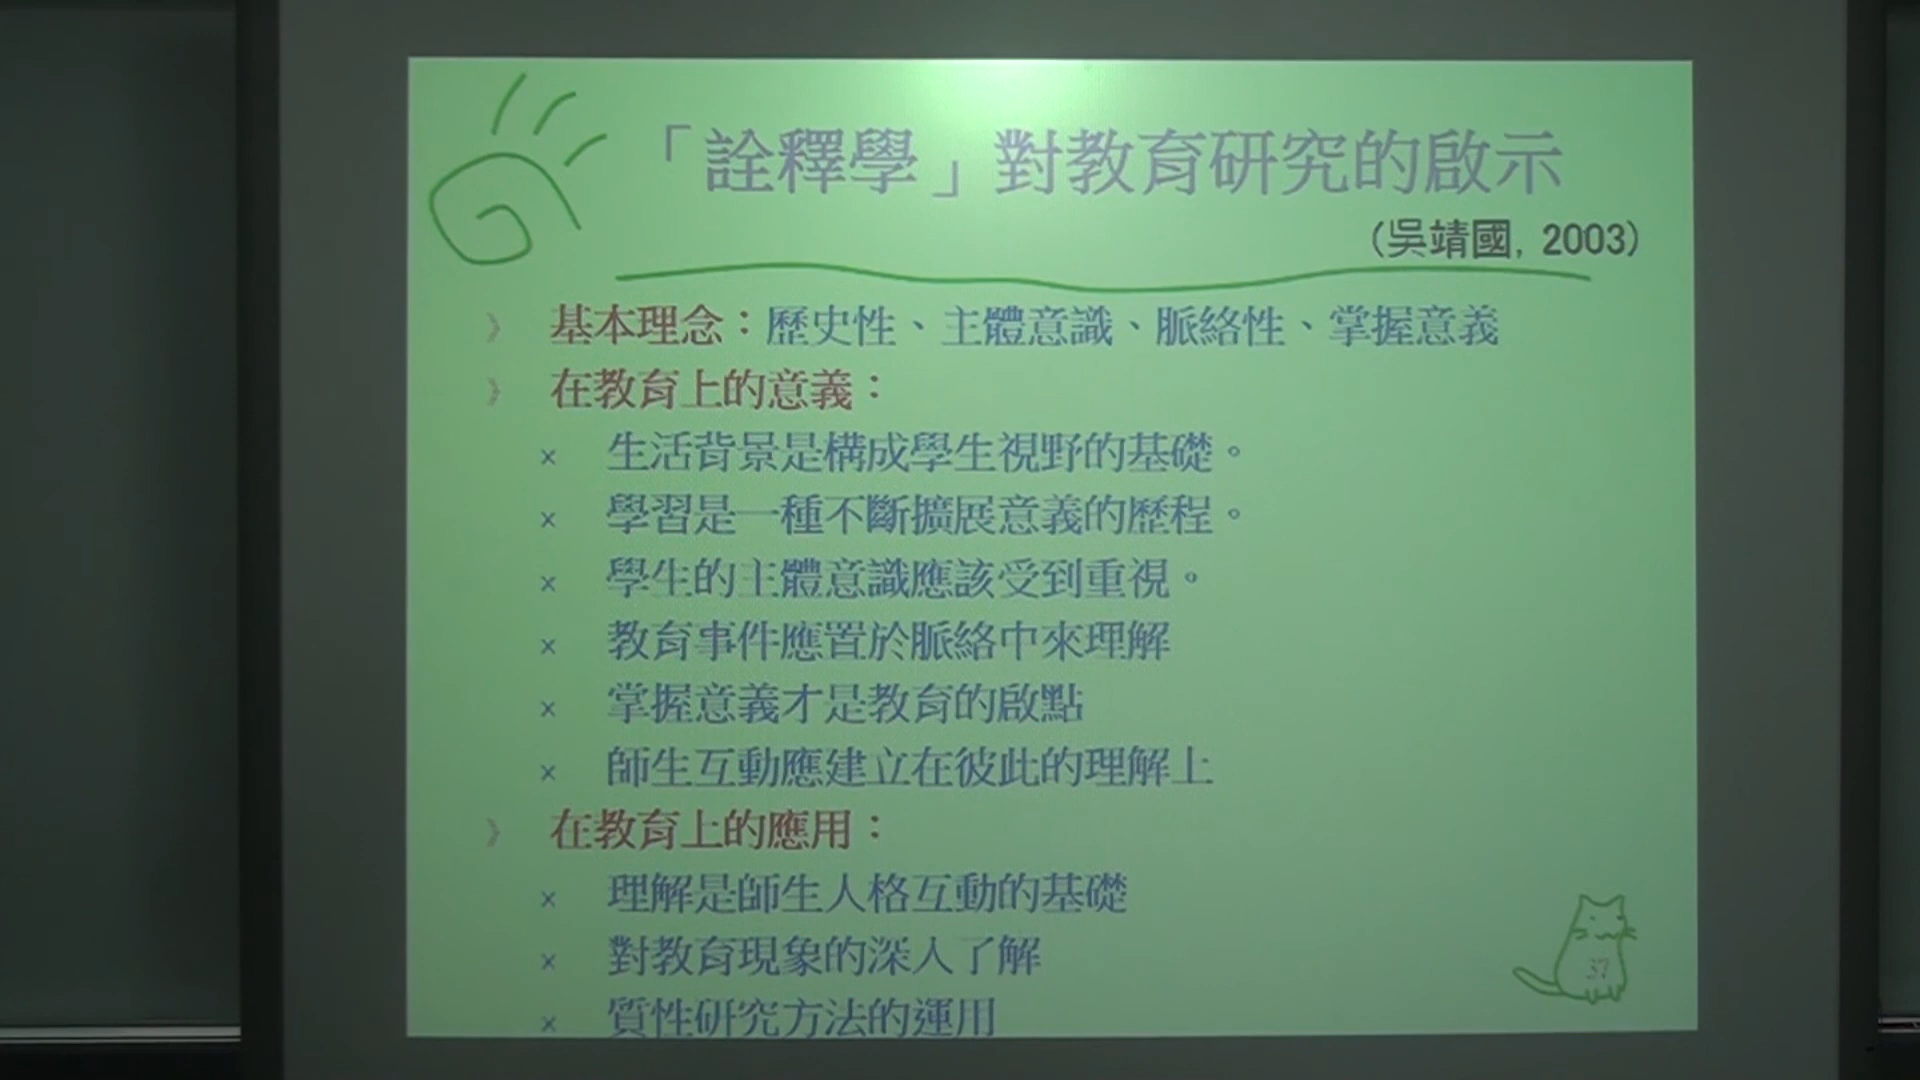 「詮釋學」對教育研究的啟示
(吳靖國, 2003)
》 基本理念：歷史性、主體意識、脈絡性、掌握意義
》 在教育上的意義：
× 生活背景是構成學生視野的基礎。
× 學習是一種不斷擴展意義的歷程。
× 學生的主體意識應該受到重視。
× 教育事件應置於脈絡中來理解
× 掌握意義才是教育的啟點
× 師生互動應建立在彼此的理解上
》 在教育上的應用：
× 理解是師生人格互動的基礎
× 對教育現象的深入了解
× 質性研究方法的運用
37